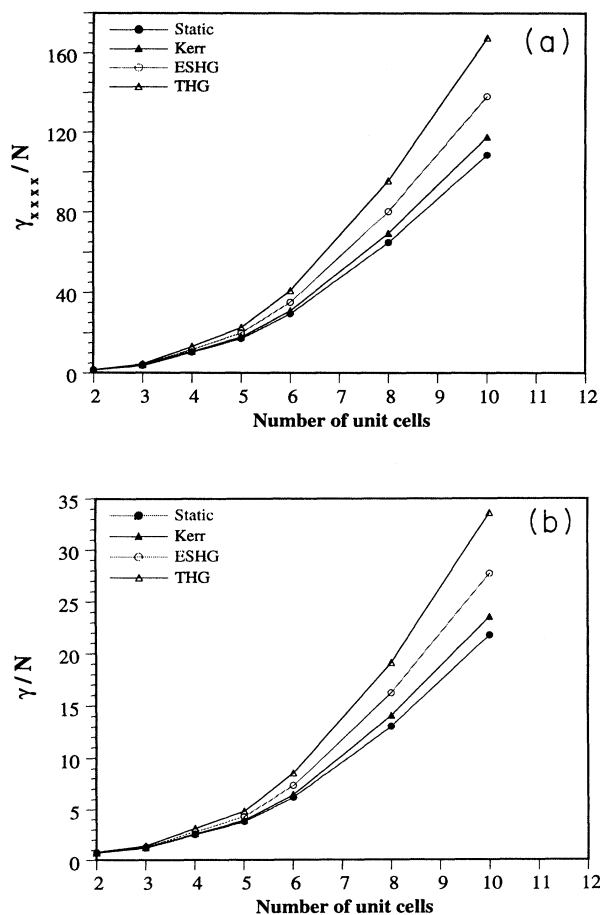 160
120
80
40
0
γxxxx/N
Static
Kerr
ESHG
THG
(a)
2 3 4 5 6 7 8 9 10 11 12
Number of unit cells
35
30
25
20
15
10
5
0
γ/N
Static
Kerr
ESHG
THG
(b)
2 3 4 5 6 7 8 9 10 11 12
Number of unit cells